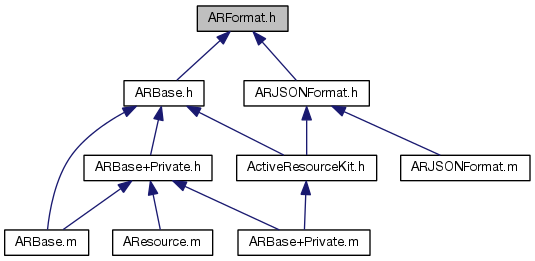 ARFormat.h
ARBase.h
ARJSONFormat.h
ARBase+Private.h
ActiveResourceKit.h
ARJSONFormat.m
ARBase.m
AResource.m
ARBase+Private.m